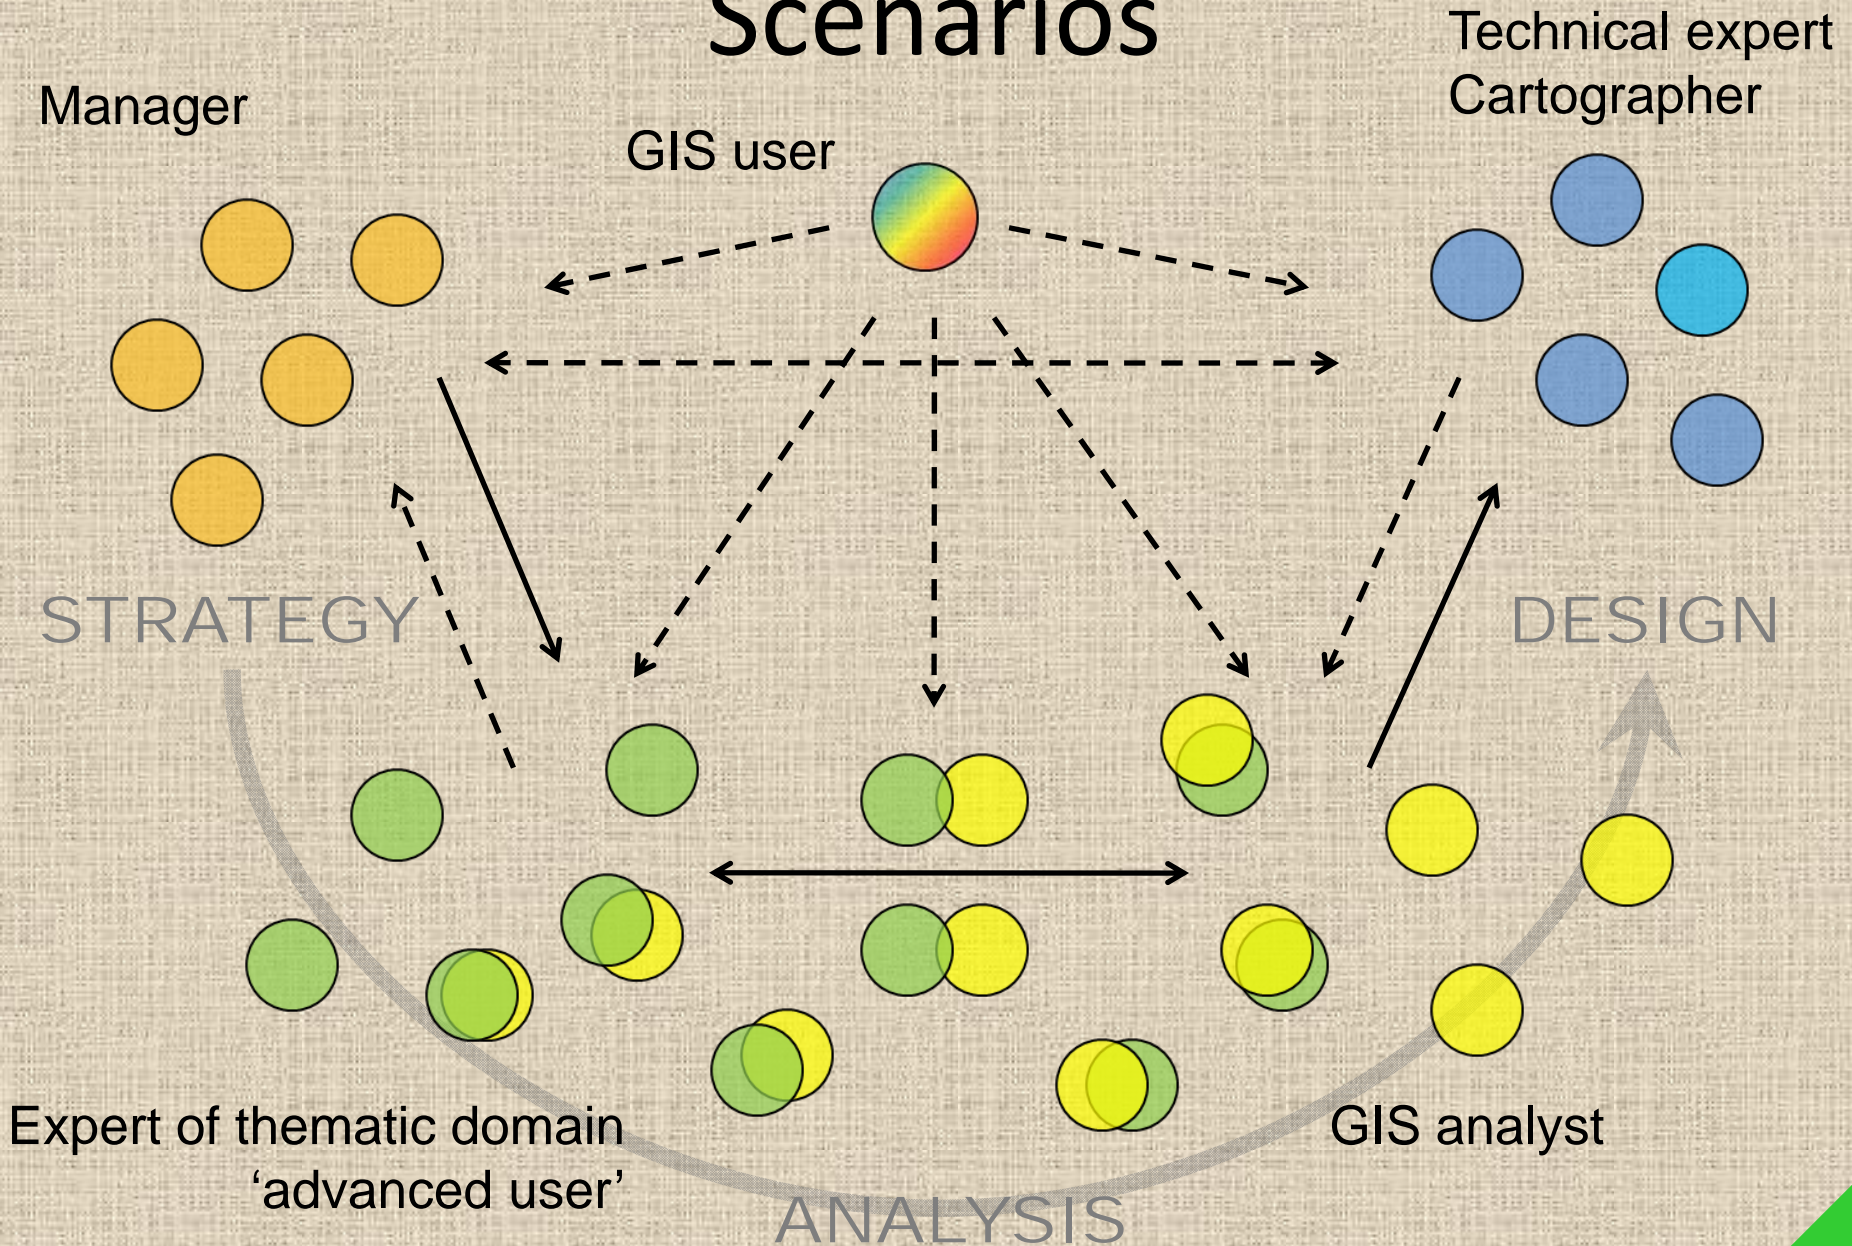 Scenarios
Technical expert
Cartographer
Manager
GIS user
STRATEGY
DESIGN
Expert of thematic domain
‘advanced user’
GIS analyst
ANALYSIS